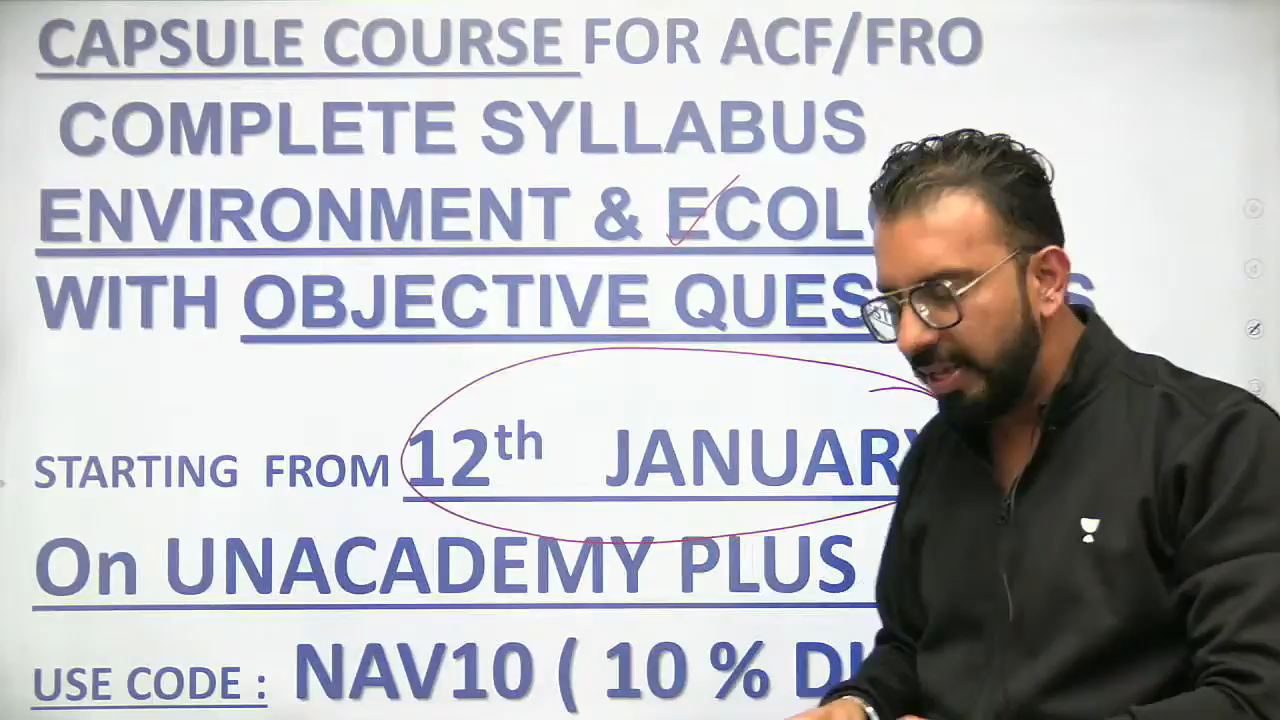 CAPSULE COURSE FOR ACF/FRO
COMPLETE SYLLABUS
ENVIRONMENT & ECOL
WITH OBJECTIVE QUES S
STARTING FROM 12th JANUARY
On UNACADEMY PLUS
USE CODE : NAV10 ( 10 % DI